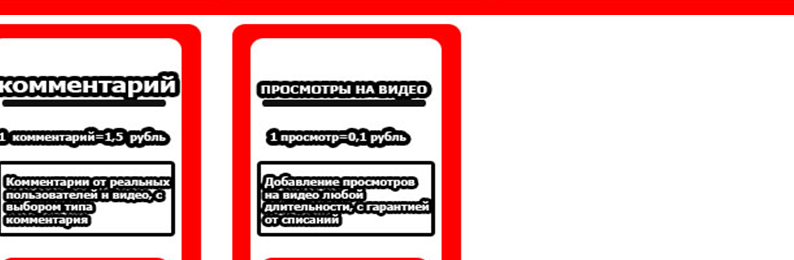 комментарий
1 комментарий=1,5 рубль
Комментарии от реальных
пользователей н видео, с
выбором типа
комментария
ПРОСМОТРЫ НА ВИДЕО
1 просмотр=0,1 рубль
Добавление просмотров
на видео любой
длительности, с гарантией
от списаний